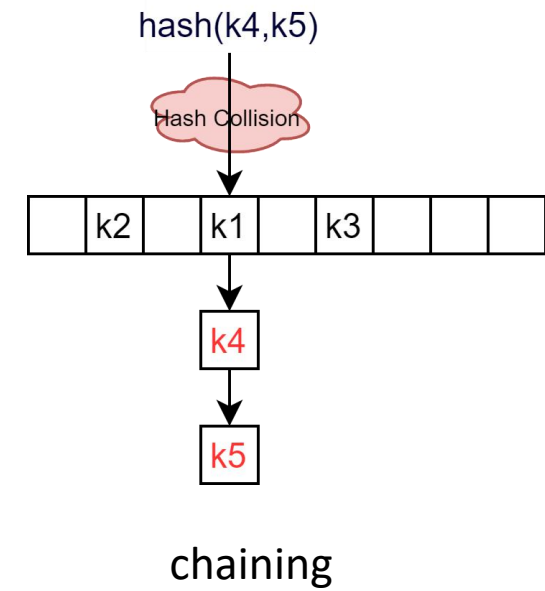 hash(k4,k5)
Hash Collision
k2 k1 k3
k4
k5
chaining